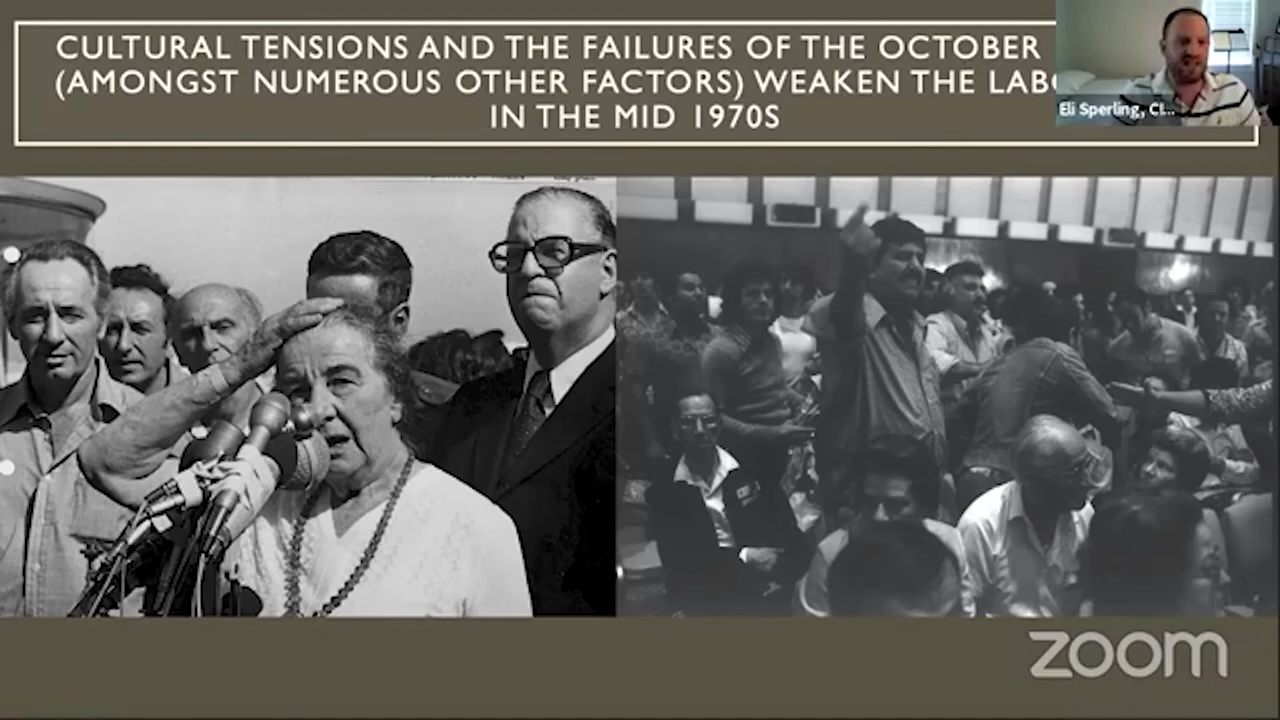 CULTURAL TENSIONS AND THE FAILURES OF THE OCTOBER
(AMONGST NUMEROUS OTHER FACTORS) WEAKEN THE
IN THE MID 1970S
Eli Sperling, CI...
zoom